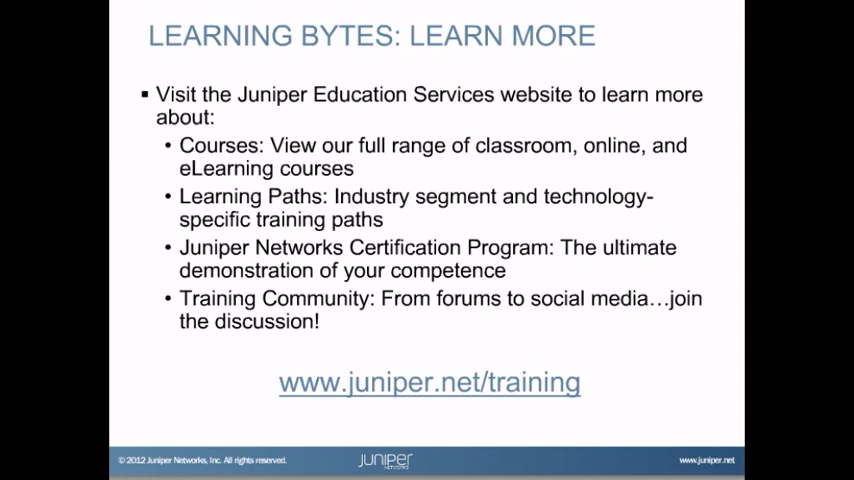 LEARNING BYTES: LEARN MORE
▪ Visit the Juniper Education Services website to learn more
about:
• Courses: View our full range of classroom, online, and
eLearning courses
• Learning Paths: Industry segment and technology-
specific training paths
• Juniper Networks Certification Program: The ultimate
demonstration of your competence
• Training Community: From forums to social media…join
the discussion!
www.juniper.net/training
© 2012 Juniper Networks, Inc. All rights reserved.
JUNIPER
NETWORKS
www.juniper.net